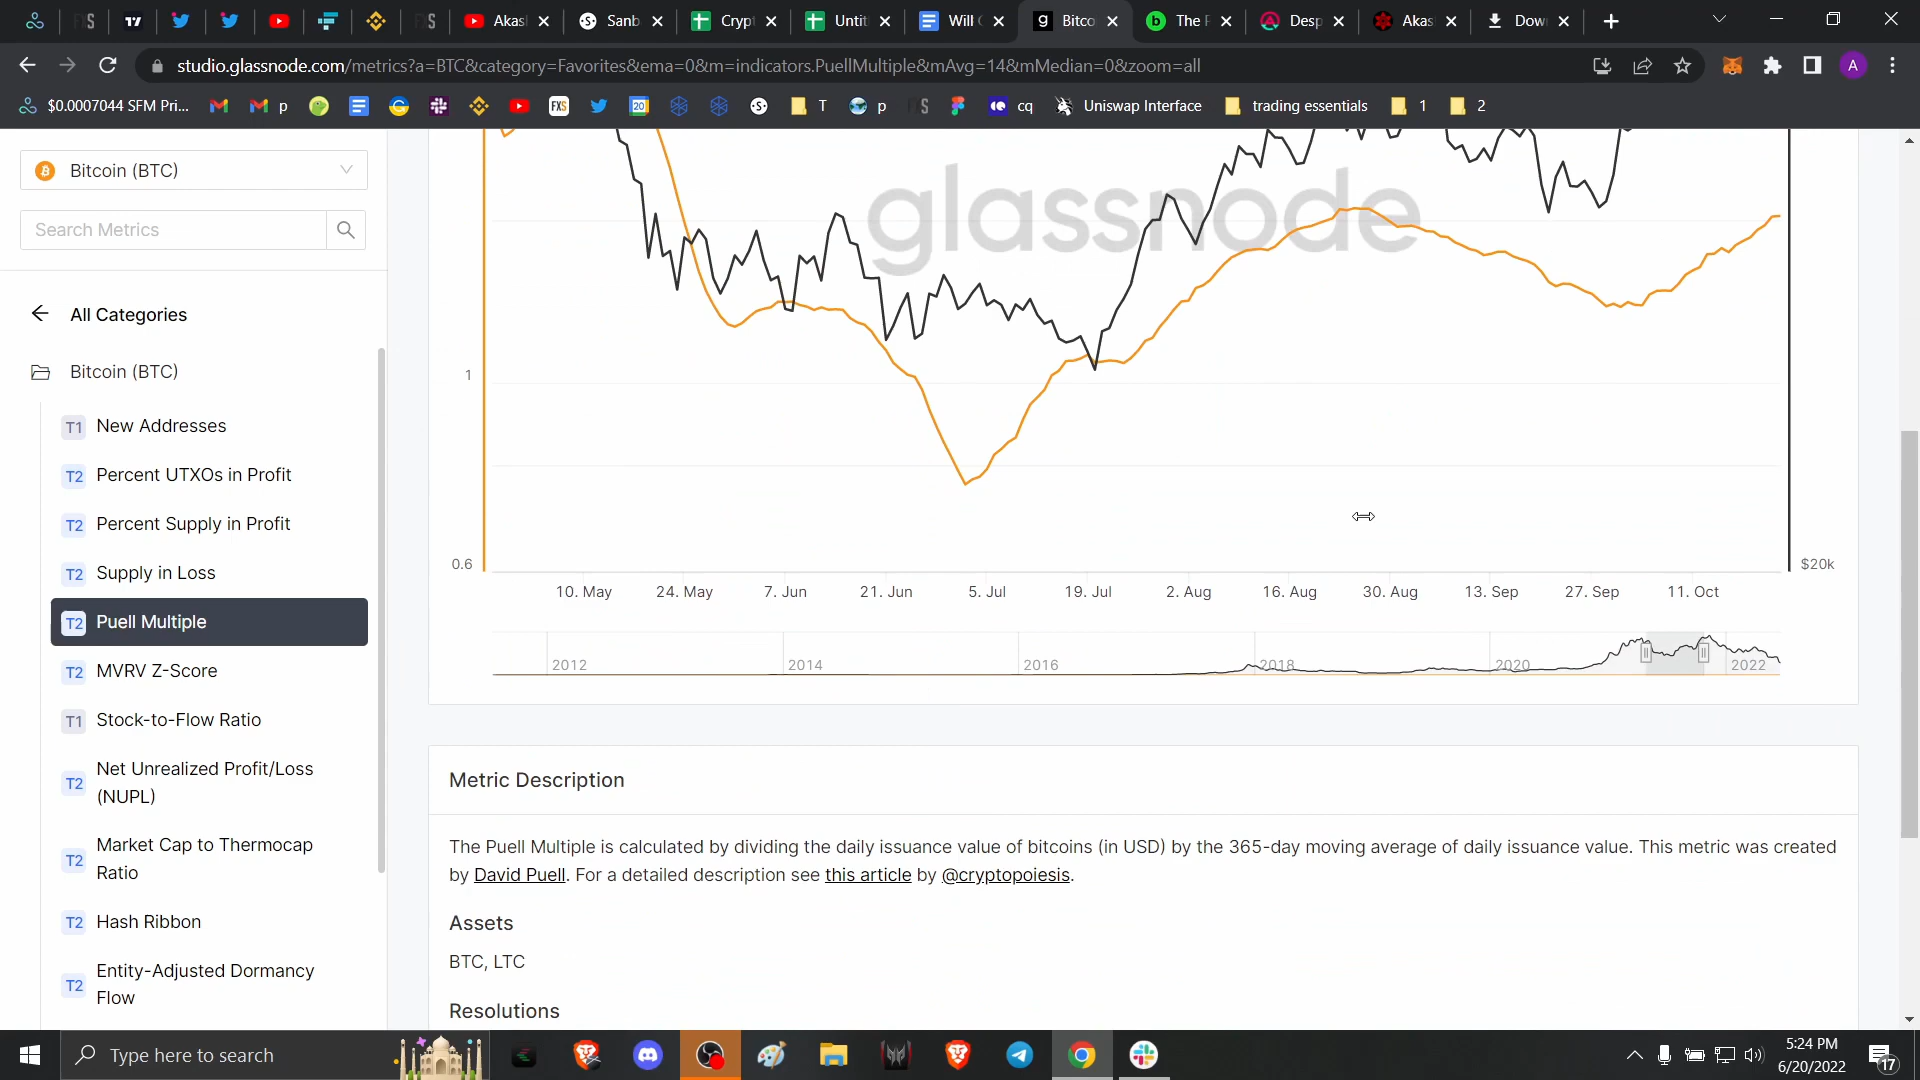 Akas
Sanb
Crypt
Untit
Will
Bitco
The
Desp
Akas
Dow
studio.glassnode.com/metrics?a=BTC&category=Favorites&ema=0&m=indicators.PuellMultiple&mAvg=14&mMedian=0&zoom=all
A
$0.0007044 SFM Pri...
p
FXS
20
T
p
cq
Uniswap Interface
trading essentials
1
2
Bitcoin (BTC)
Search Metrics
All Categories
Bitcoin (BTC)
T1 New Addresses
T2 Percent UTXOs in Profit
T2 Percent Supply in Profit
T2 Supply in Loss
T2 Puell Multiple
T2 MVRV Z-Score
T1 Stock-to-Flow Ratio
T2 Net Unrealized Profit/Loss
(NUPL)
T2 Market Cap to Thermocap
Ratio
T2 Hash Ribbon
T2 Entity-Adjusted Dormancy
Flow
glassnode
1
0.6
$20k
10. May 24. May 7. Jun 21. Jun 5. Jul 19. Jul 2. Aug 16. Aug 30. Aug 13. Sep 27. Sep 11. Oct
2012 2014 2016 2018 2020 2022
Metric Description
The Puell Multiple is calculated by dividing the daily issuance value of bitcoins (in USD) by the 365-day moving average of daily issuance value. This metric was created
by David Puell. For a detailed description see this article by @cryptopoiesis.
Assets
BTC, LTC
Resolutions
Type here to search
5:24 PM
6/20/2022
17